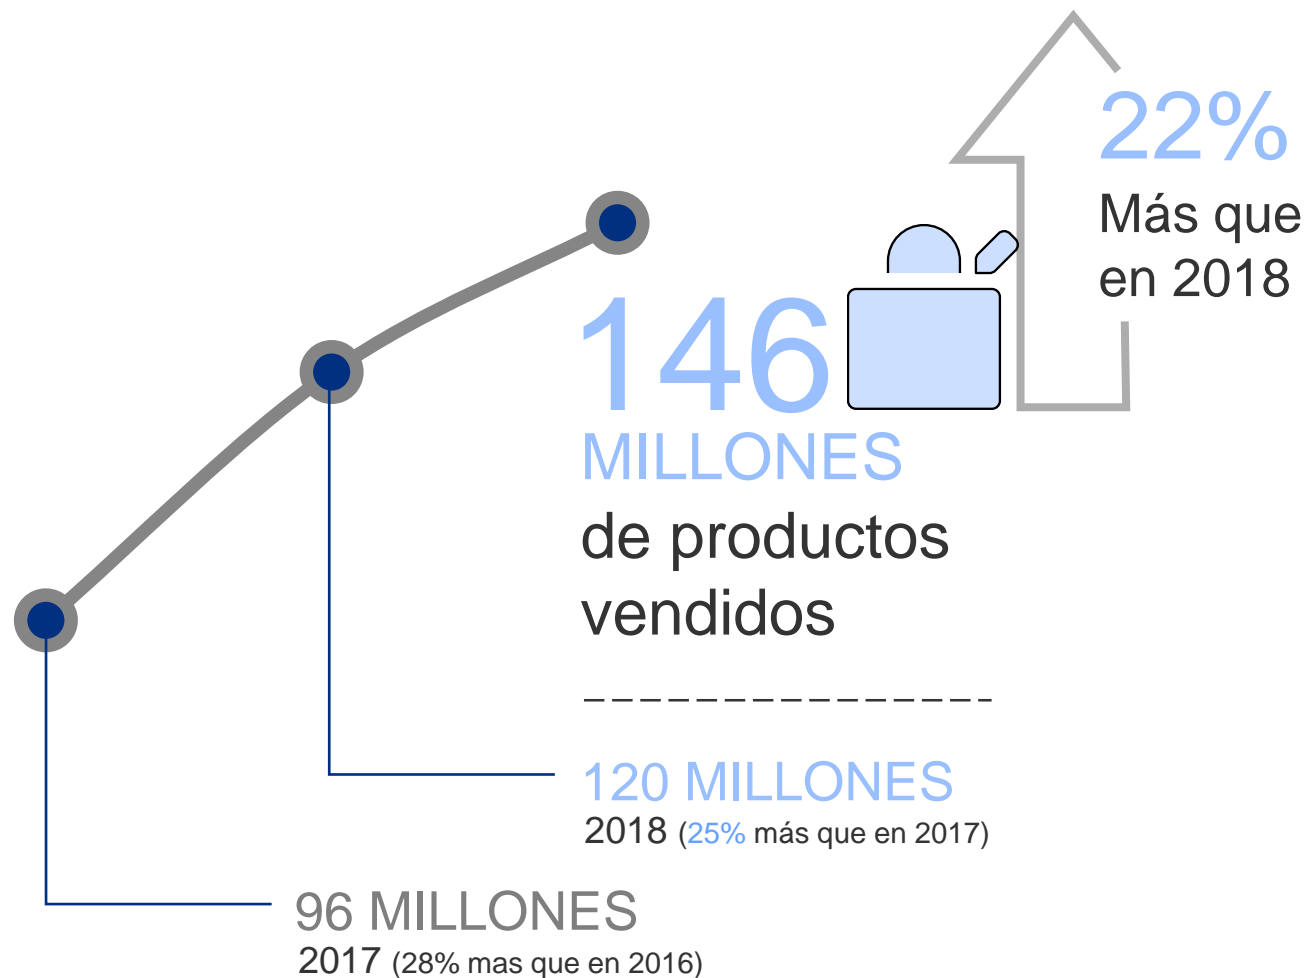 22%
Más que
en 2018
146
MILLONES
de productos
vendidos
120 MILLONES
2018 (25% más que en 2017)
96 MILLONES
2017 (28% mas que en 2016)